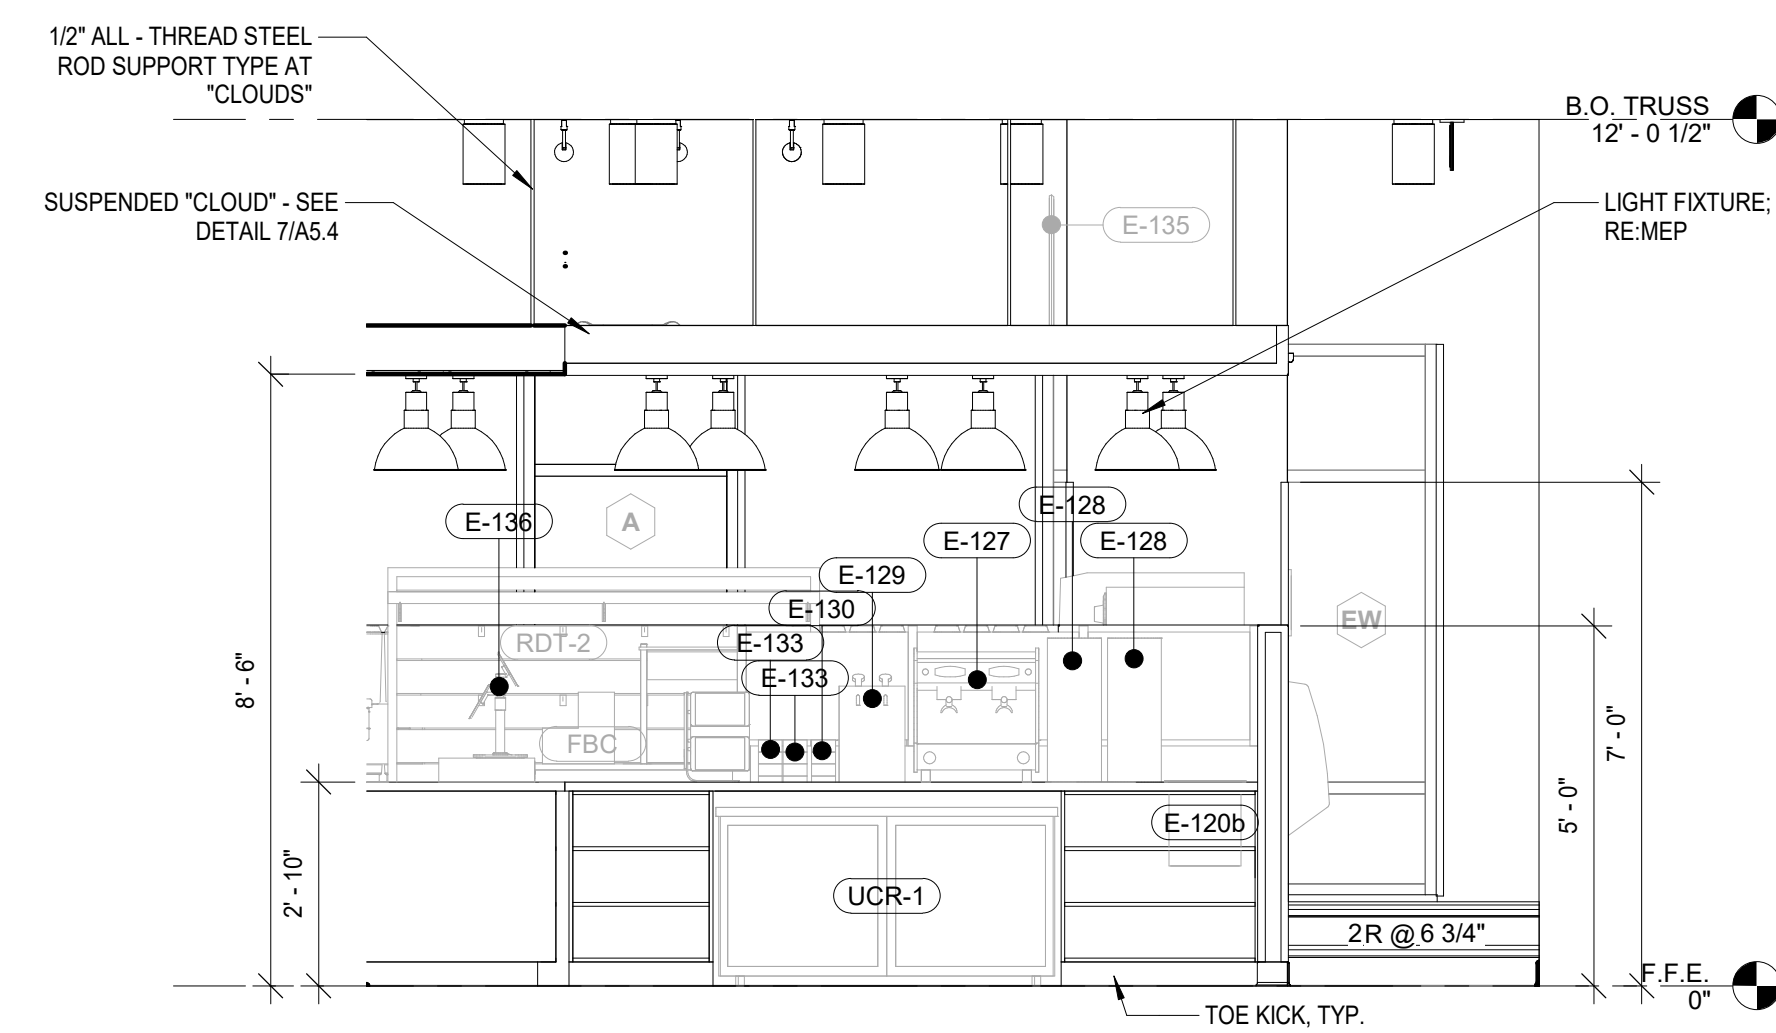 1/2" ALL - THREAD STEEL
ROD SUPPORT TYPE AT
"CLOUDS"
B.O. TRUSS
12' - 0 1/2"
SUSPENDED "CLOUD" - SEE
DETAIL 7/A5.4
E-135
LIGHT FIXTURE;
RE:MEP
E-136
A
E-128
E-127
E-128
E-129
E-130
EW
RDT-2
E-133
E-133
FBC
8' - 6"
7' - 0"
5' - 0"
2' - 10"
E-120b
UCR-1
2R @ 6 3/4"
F.F.E.
0"
TOE KICK, TYP.